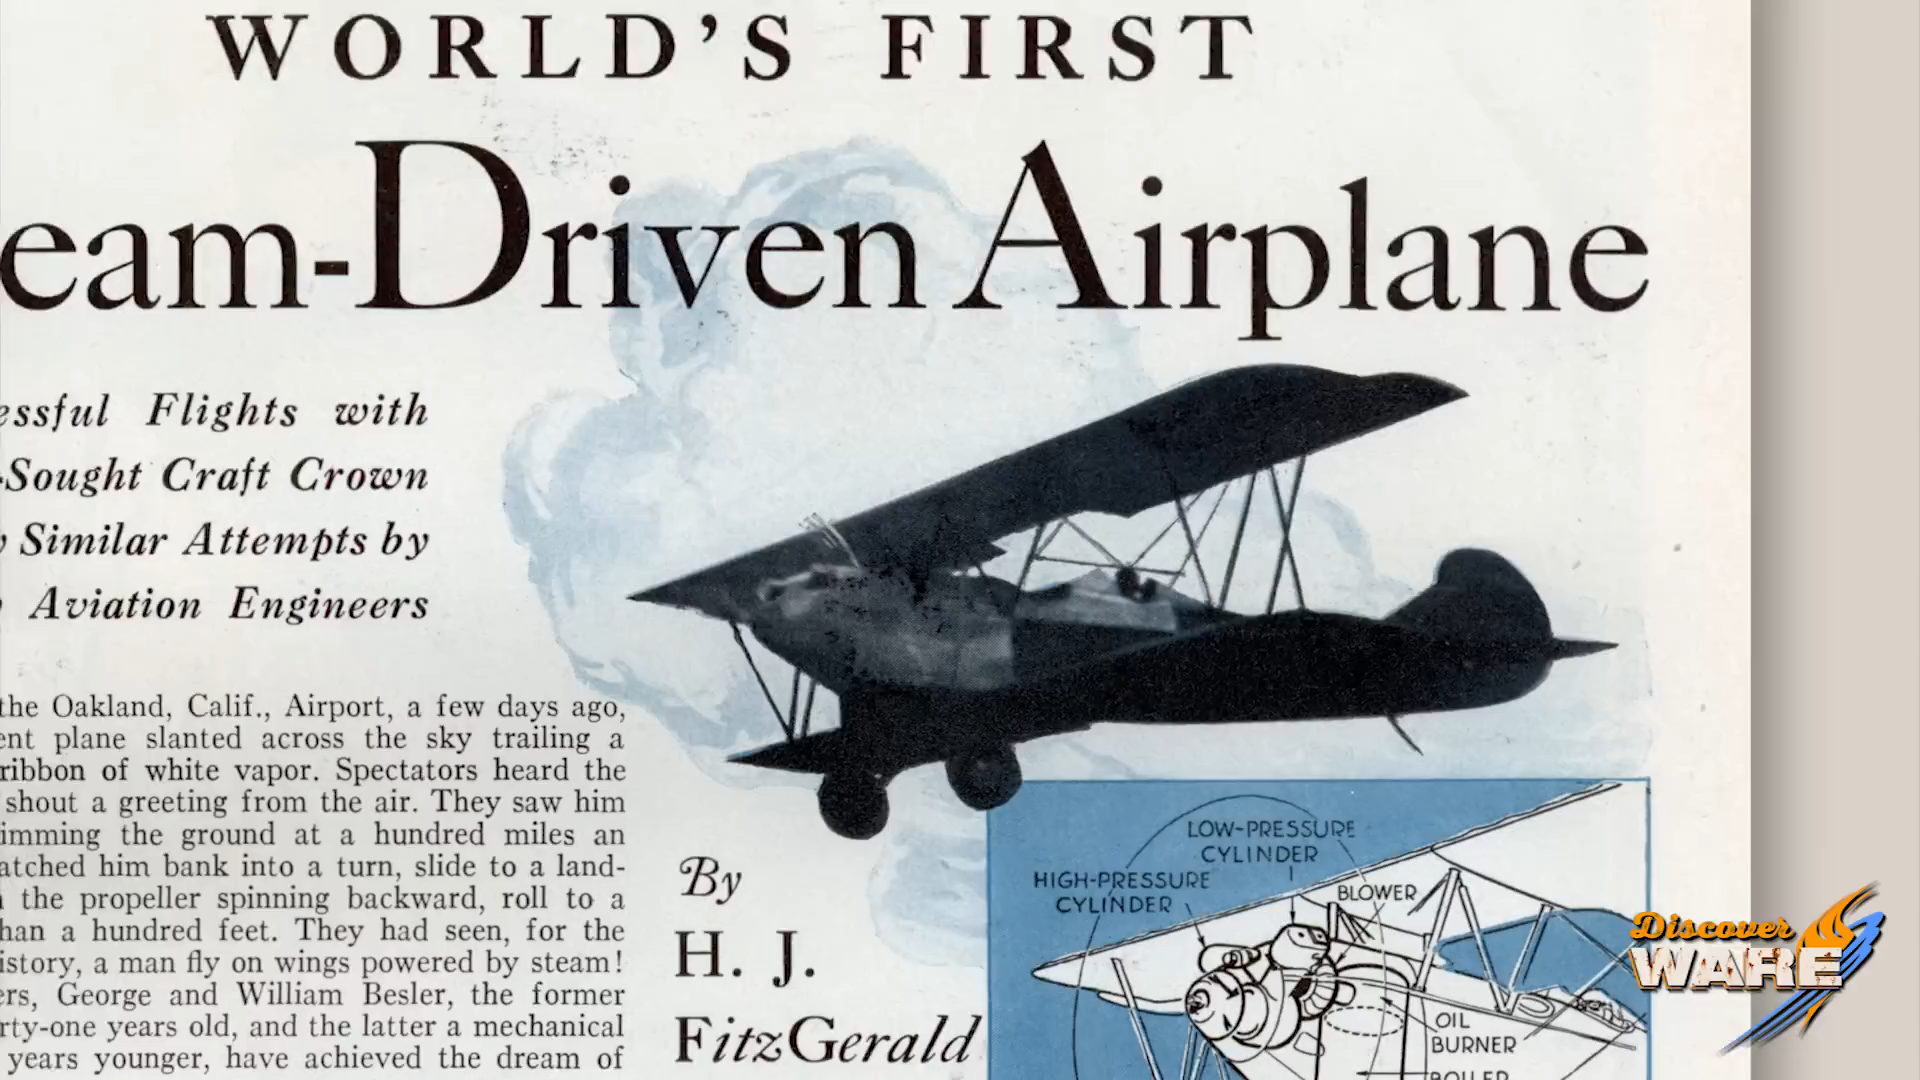 WORLD'S FIRST
eam-Driven Airplane
essful Flights with
-Sought Craft Crown
Similar Attempts by
Aviation Engineers
the Oakland, Calif., Airport, a few days ago,
ent plane slanted across the sky trailing a
ribbon of white vapor. Spectators heard the
shout a greeting from the air. They saw him
imming the ground at a hundred miles an
atched him bank into a turn, slide to a land-
the propeller spinning backward, roll to a
han a hundred feet. They had seen, for the
istory, a man fly on wings powered by steam!
ers, George and William Besler, the former
rty-one years old, and the latter a mechanical
years younger, have achieved the dream of
By
H. J.
FitzGerald
LOW-PRESSURE
CYLINDER
HIGH-PRESSURE
CYLINDER
BLOWER
OIL
BURNER
BOILER
Discover
WARE